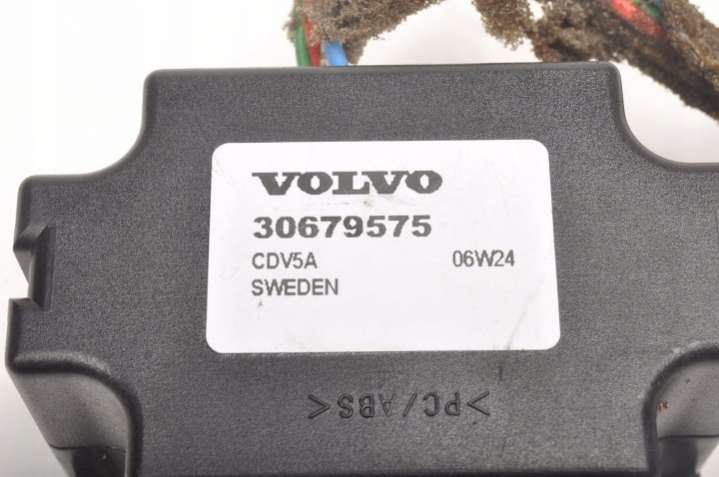 VOLVO
30679575
CDV5A 06W24
SWEDEN
>PC/ABS<